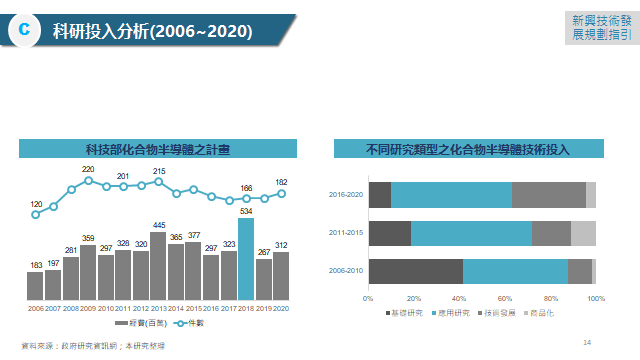 C
科研投入分析(2006~2020)
新興技術發
展規劃指引
科技部化合物半導體之計畫
220
215
201
182
166
120
534
445
359
365
377
297
328
320
297
323
312
281
267
183
197
2006 2007 2008 2009 2010 2011 2012 2013 2014 2015 2016 2017 2018 2019 2020
經費(百萬)
件數
不同研究類型之化合物半導體技術投入
2016-2020
2011-2015
2006-2010
0% 20% 40% 60% 80% 100%
基礎研究 應用研究 技術發展 商品化
資料來源：政府研究資訊網；本研究整理
14